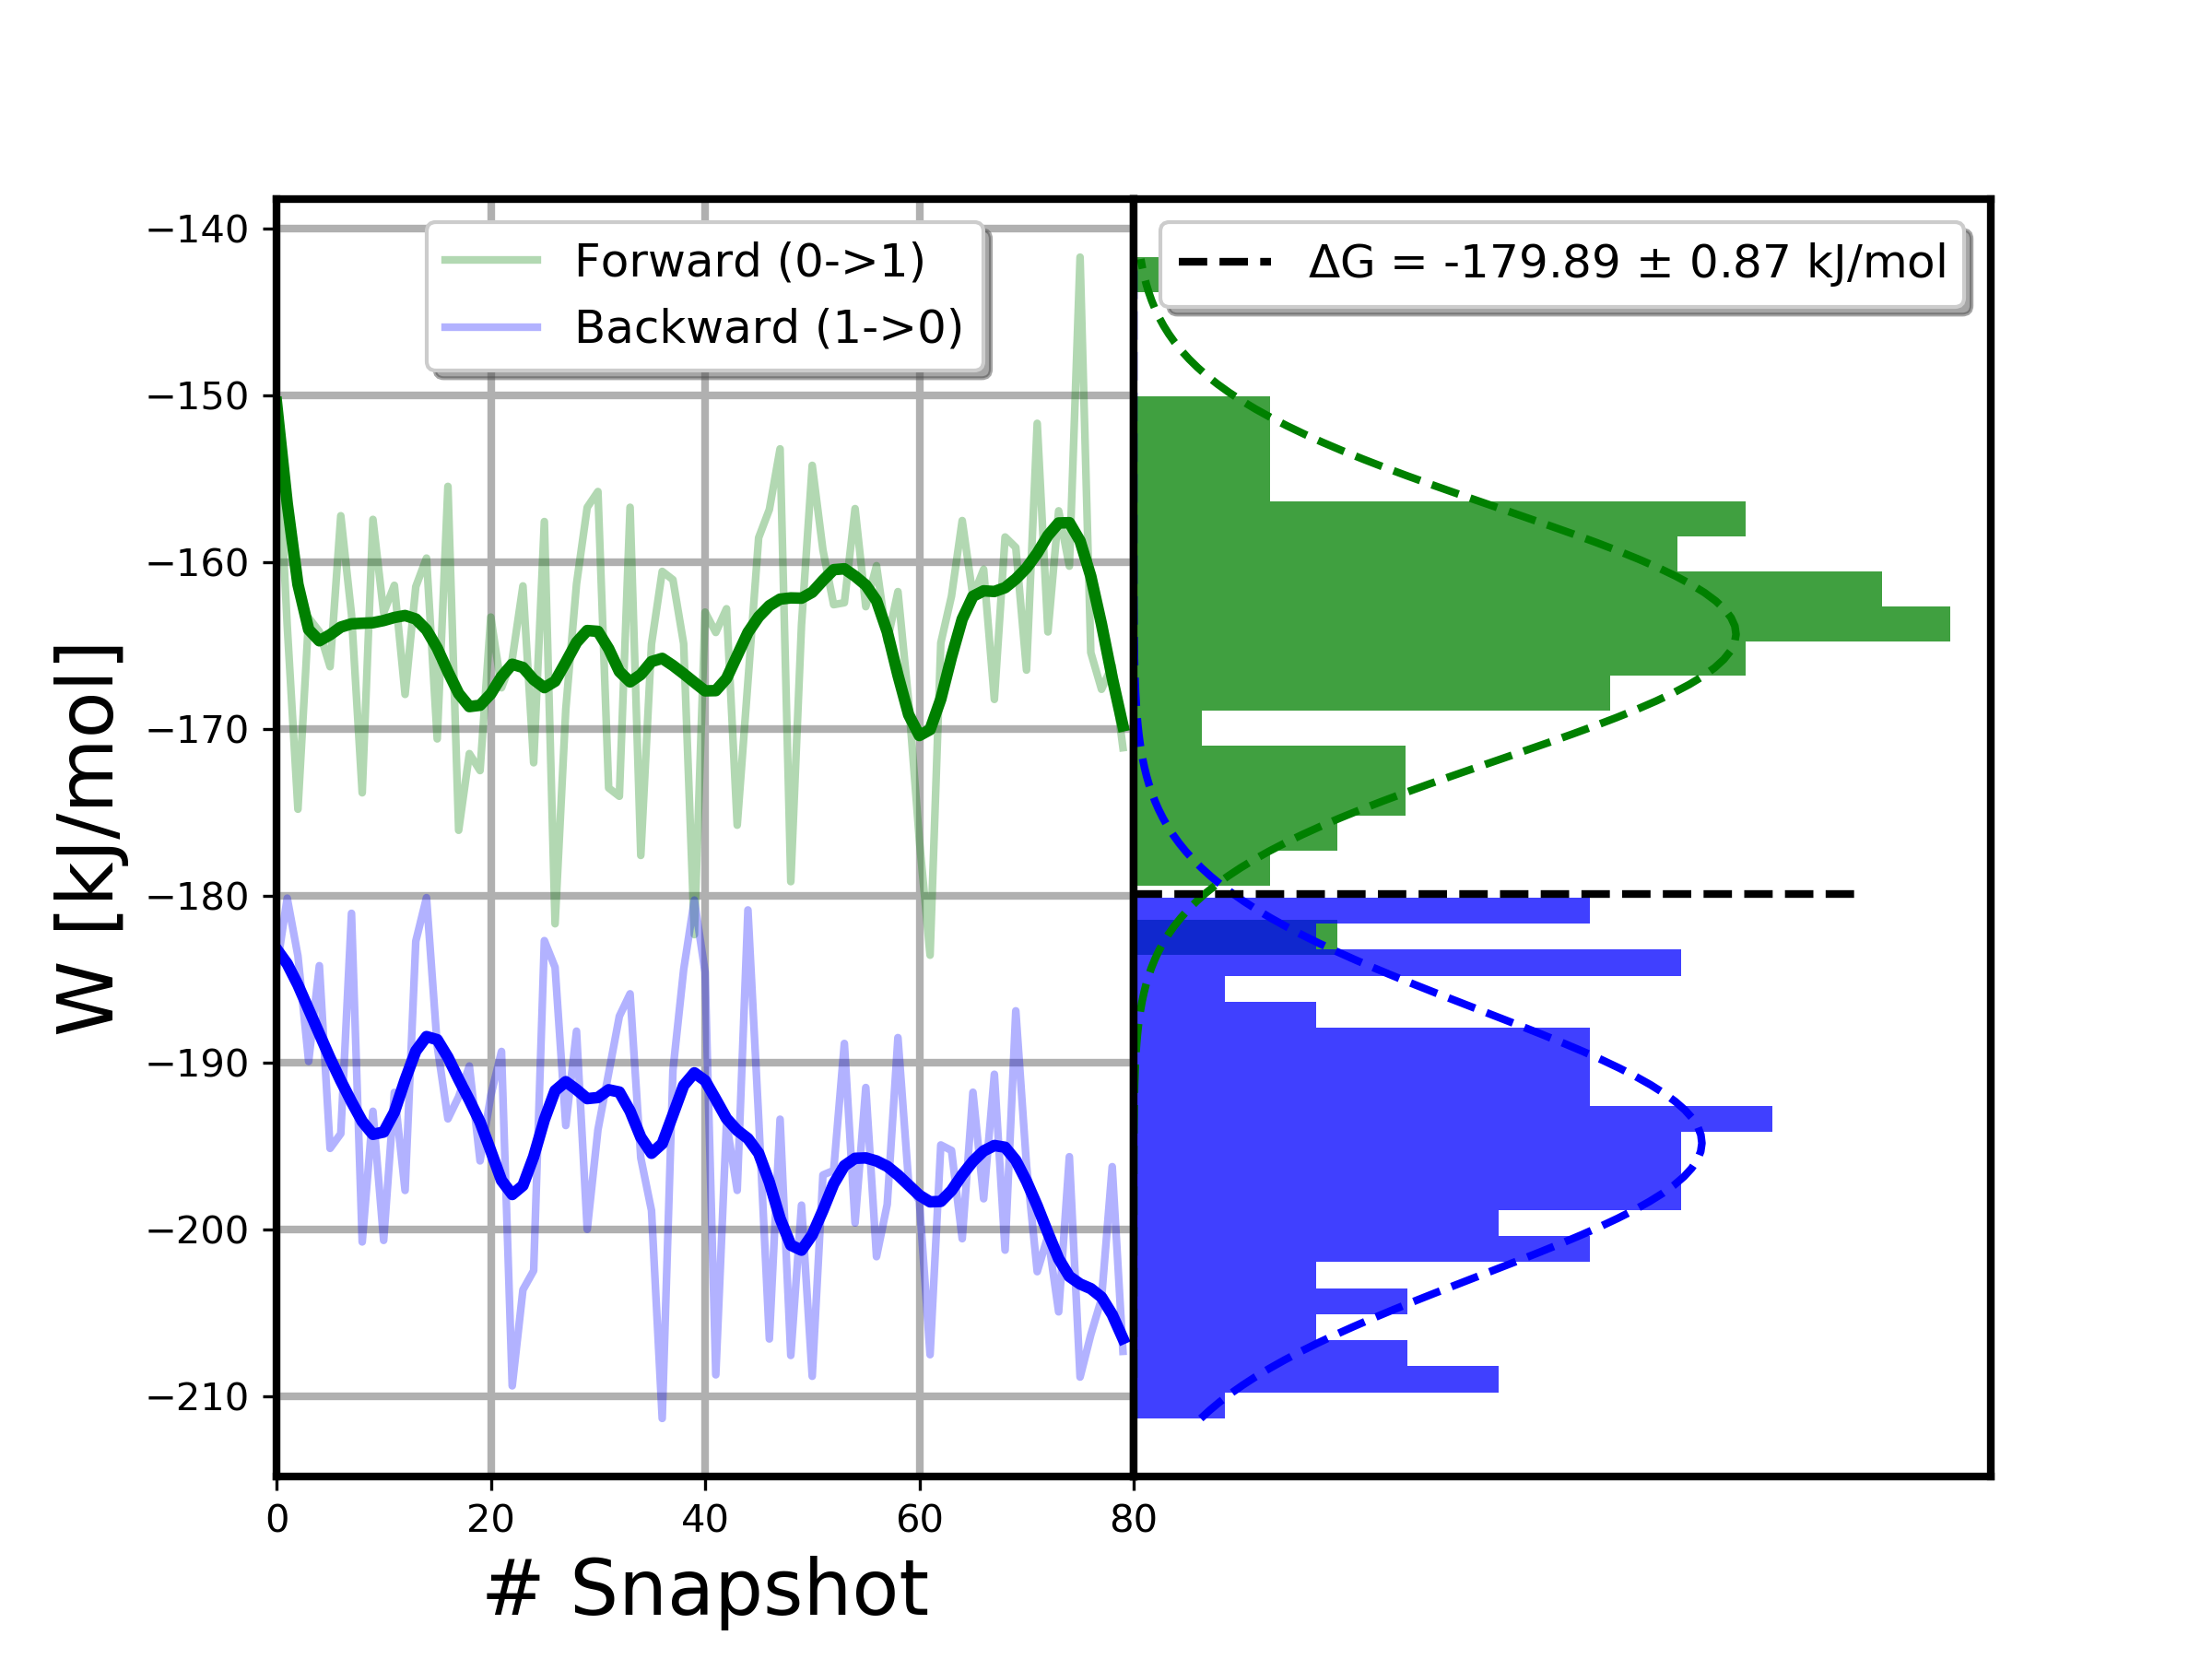 Forward (0->1)
Backward (1->0)
ΔG = -179.89 ± 0.87 kJ/mol
W [kJ/mol]
−140
−150
−160
−170
−180
−190
−200
−210
0 20 40 60 80
# Snapshot